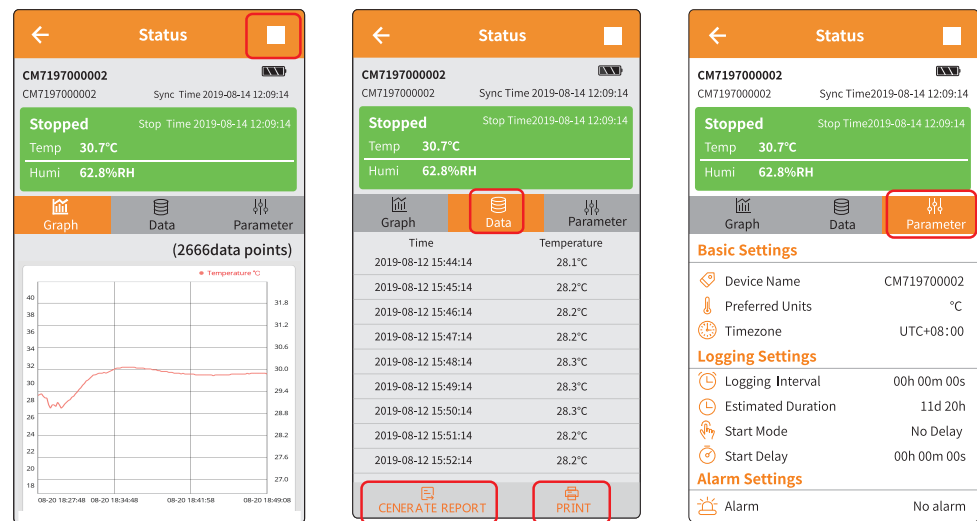 Status
CM7197000002
CM7197000002 Sync Time 2019-08-14 12:09:14
Stopped Stop Time 2019-08-14 12:09:14
Temp 30.7°C
Humi 62.8%RH
Graph Data Parameter
(2666data points)
Temperature °C
40
38
36
34
32
30
28
26
24
22
20
18
31.8
31.2
30.6
30.0
29.4
28.8
28.2
27.6
27.0
08-20 18:27:48 08-20 18:34:48 08-20 18:41:58 08-20 18:49:08
Status
CM7197000002
CM7197000002 Sync Time 2019-08-14 12:09:14
Stopped Stop Time2019-08-14 12:09:14
Temp 30.7°C
Humi 62.8%RH
Graph Data Parameter
Time Temperature
2019-08-12 15:44:14 28.1°C
2019-08-12 15:45:14 28.2°C
2019-08-12 15:46:14 28.2°C
2019-08-12 15:47:14 28.2°C
2019-08-12 15:48:14 28.3°C
2019-08-12 15:49:14 28.3°C
2019-08-12 15:50:14 28.3°C
2019-08-12 15:51:14 28.2°C
2019-08-12 15:52:14 28.2°C
CENERATE REPORT PRINT
Status
CM7197000002
CM7197000002 Sync Time2019-08-14 12:09:14
Stopped Stop Time2019-08-14 12:09:14
Temp 30.7°C
Humi 62.8%RH
Graph Data Parameter
Basic Settings
Device Name CM719700002
Preferred Units °C
Timezone UTC+08:00
Logging Settings
Logging Interval 00h 00m 00s
Estimated Duration 11d 20h
Start Mode No Delay
Start Delay 00h 00m 00s
Alarm Settings
Alarm No alarm